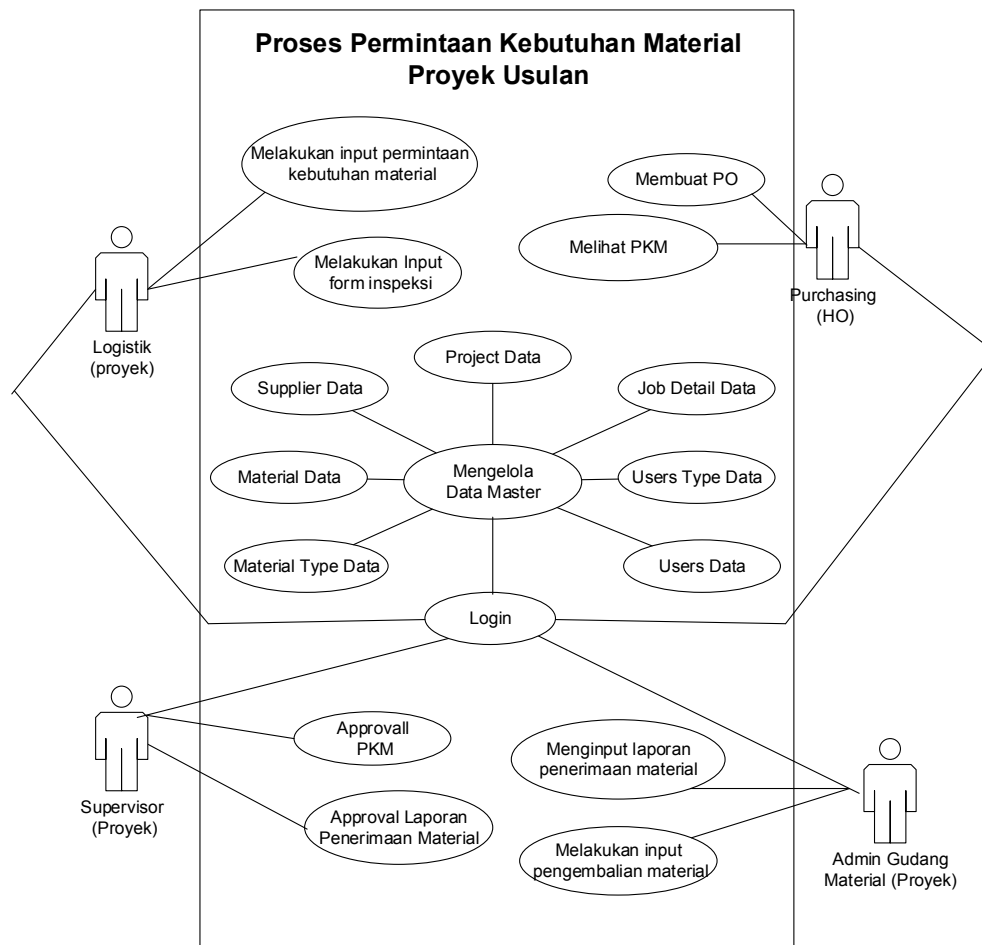 Proses Permintaan Kebutuhan Material
Proyek Usulan
Melakukan input permintaan
kebutuhan material
Membuat PO
Melihat PKM
Melakukan Input
form inspeksi
Purchasing
(HO)
Logistik
(proyek)
Project Data
Supplier Data
Job Detail Data
Material Data
Mengelola
Data Master
Users Type Data
Material Type Data
Users Data
Login
Approvall
PKM
Menginput laporan
penerimaan material
Supervisor
(Proyek)
Approval Laporan
Penerimaan Material
Melakukan input
pengembalian material
Admin Gudang
Material (Proyek)